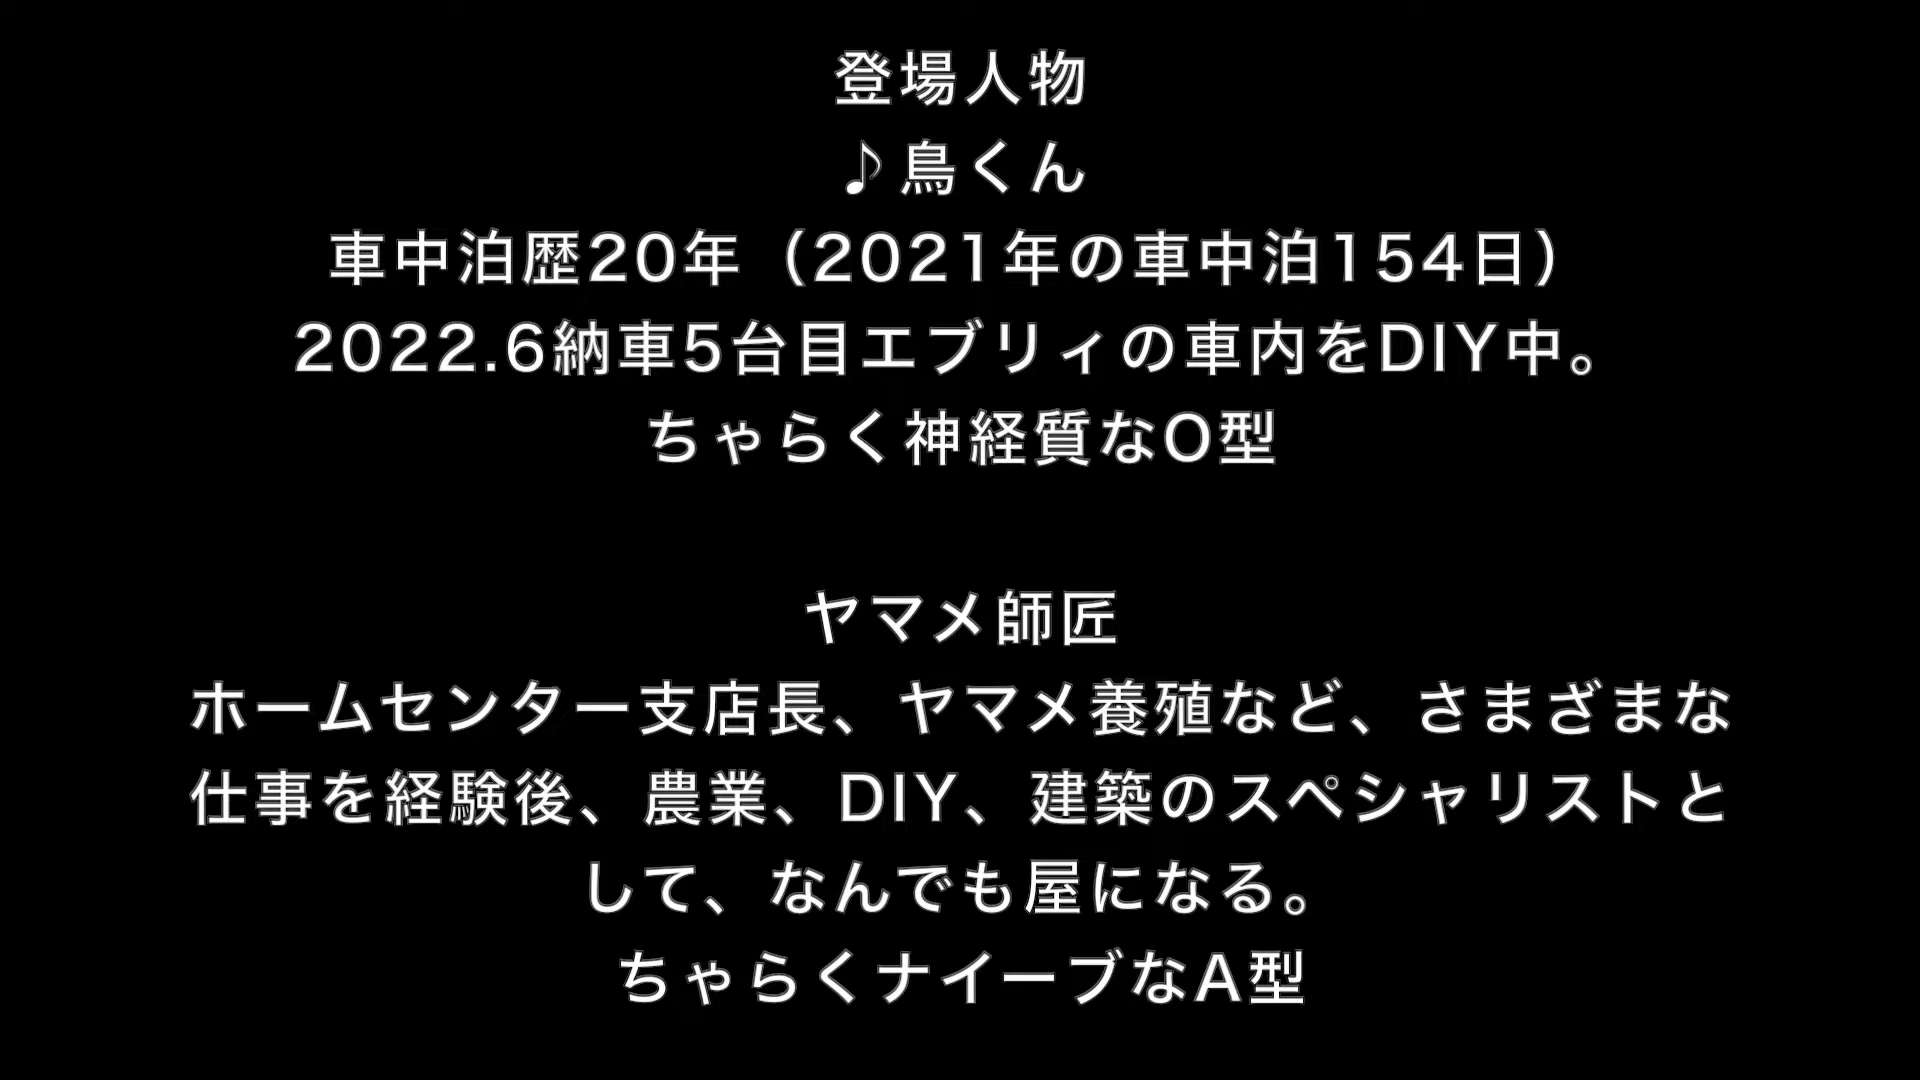 登場人物
♪鳥くん
車中泊歴20年（2021年の車中泊154日）
2022.6納車5台目エブリィの車内をDIY中。
ちゃらく神経質なO型
ヤマメ師匠
ホームセンター支店長、ヤマメ養殖など、さまざまな
仕事を経験後、農業、DIY、建築のスペシャリストと
して、なんでも屋になる。
ちゃらくナイーブなA型